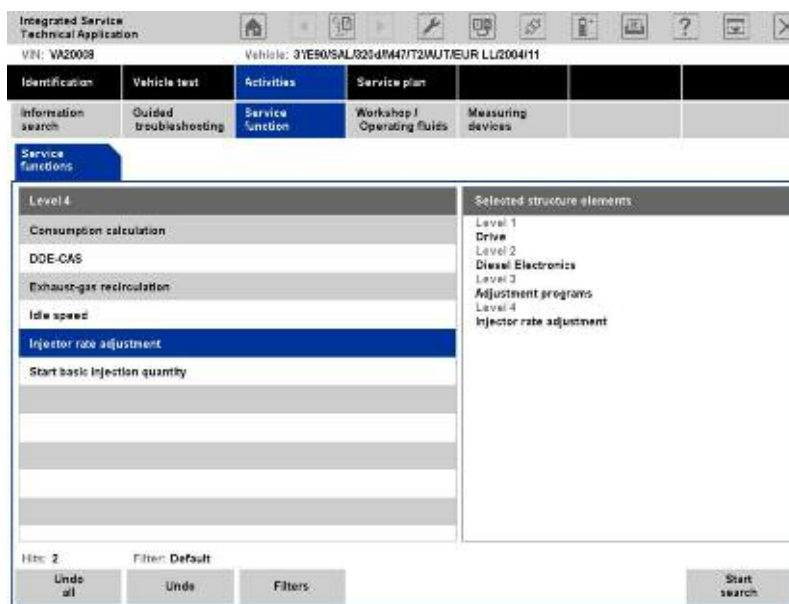 Integrated Service
Technical Application
VIN: VA20008
Vehicle: 3'/E90/SAL/320d/M47/T2/AUT/EUR LL/2004/11
Identification
Vehicle test
Activities
Service plan
Information
search
Guided
troubleshooting
Service
function
Workshop /
Operating fluids
Measuring
devices
Service
functions
Level 4
Consumption calculation
DDE-CAS
Exhaust-gas recirculation
Idle speed
Injector rate adjustment
Start basic injection quantity
Selected structure elements
Level 1
Drive
Level 2
Diesel Electronics
Level 3
Adjustment programs
Level 4
Injector rate adjustment
Hits: 2
Filter: Default
Undo
all
Undo
Filters
Start
search